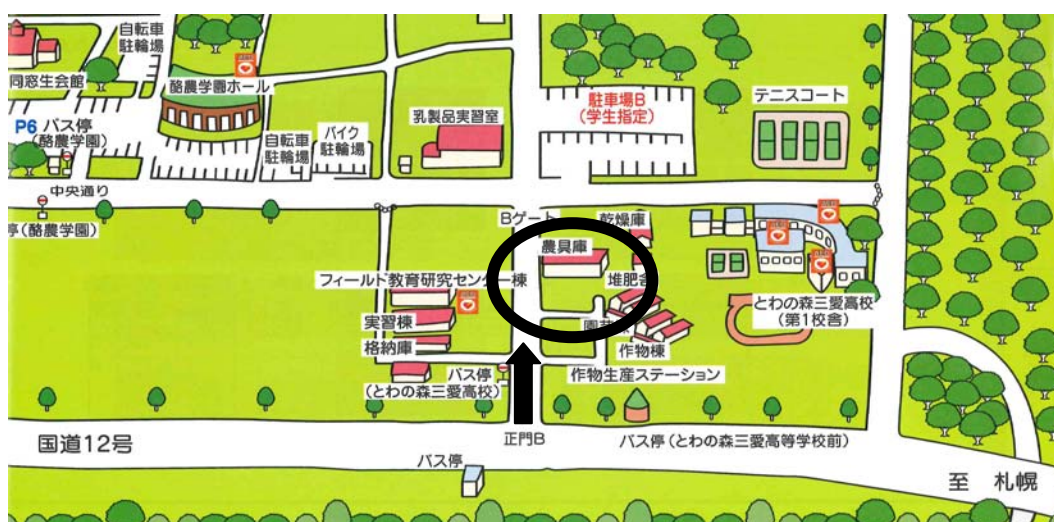 自転車
駐輪場
同窓生会館
酪農学園ホール
P6 バス停
(酪農学園)
自転車
駐輪場
バイク
駐輪場
乳製品実習室
駐車場B
(学生指定)
テニスコート
中央通り
停(酪農学園)
Bゲート
乾燥庫
農具庫
堆肥舎
フィールド教育研究センター棟
実習棟
格納庫
とわの森三愛高校
(第1校舎)
作物棟
作物生産ステーション
バス停
(とわの森三愛高校)
正門B
バス停(とわの森三愛高等学校前)
国道12号
バス停
至 札幌